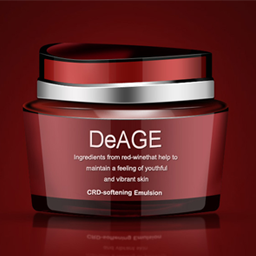 DeAGE
Ingredients from red-winethat help to
maintain a feeling of youthful
and vibrant skin
CRD-softening Emulsion